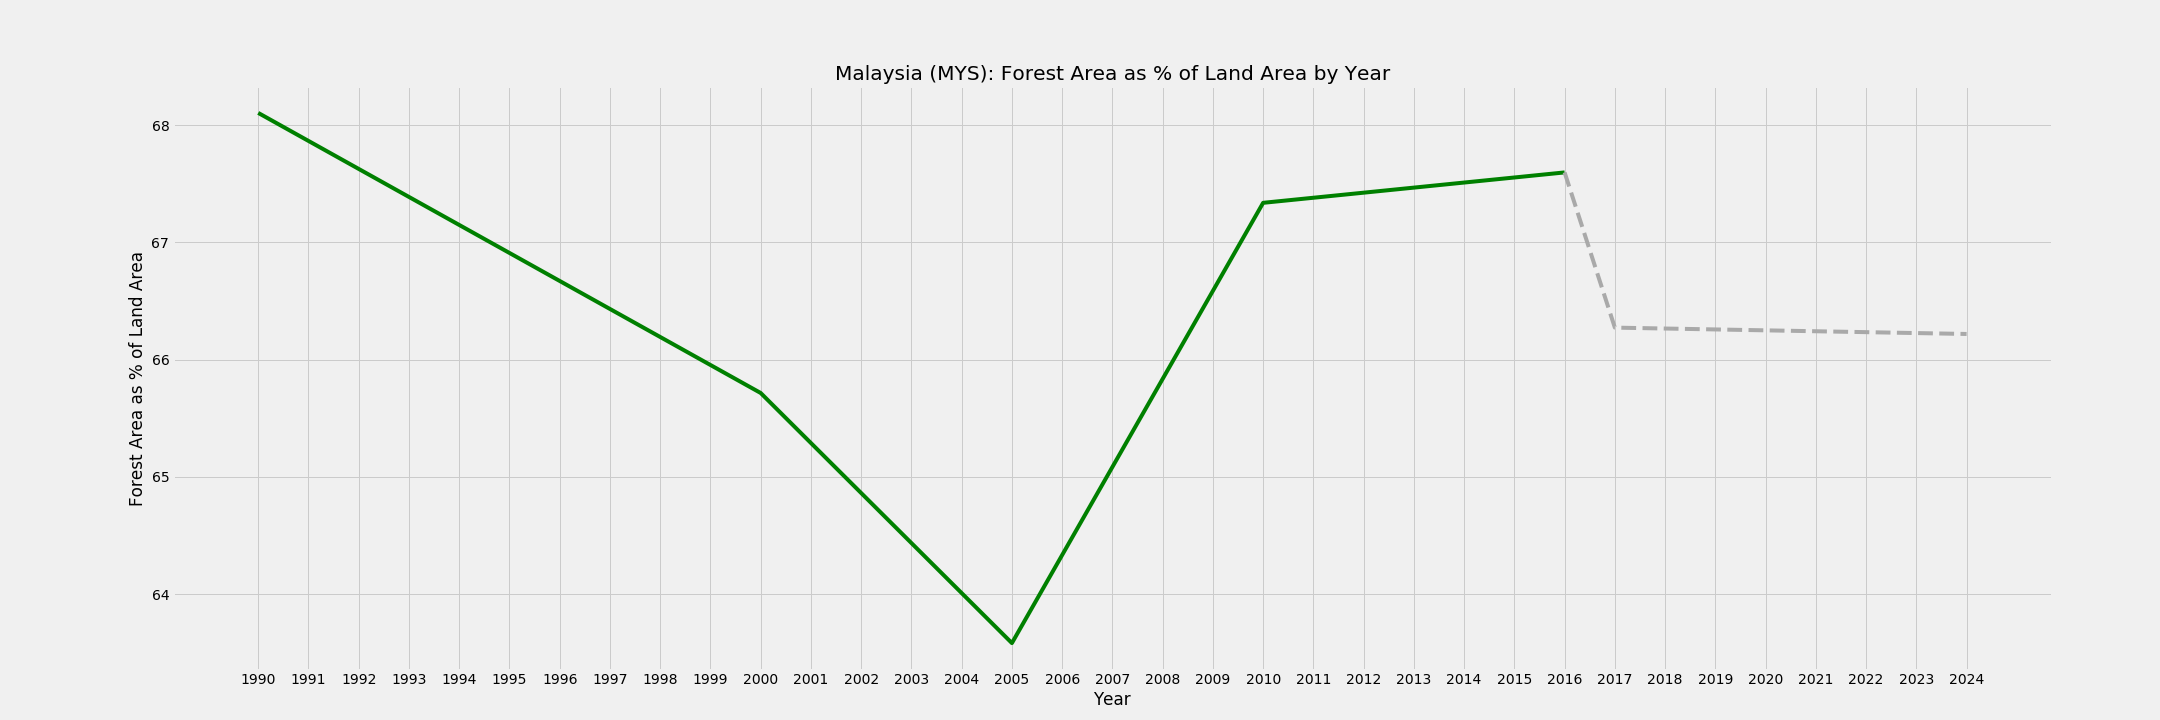 Malaysia (MYS): Forest Area as % of Land Area by Year
Forest Area as % of Land Area
68
67
66
65
64
1990 1991 1992 1993 1994 1995 1996 1997 1998 1999 2000 2001 2002 2003 2004 2005 2006 2007 2008 2009 2010 2011 2012 2013 2014 2015 2016 2017 2018 2019 2020 2021 2022 2023 2024
Year